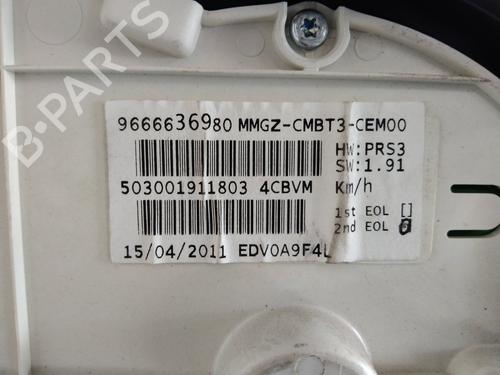 9666636980 MMGZ-CMBT3-CEM00
HW:PRS3
SW:1.91
503001911803 4CBVM Km/h
1st EOL []
2nd EOL
15/04/2011 EDV0A9F4L
B-PARTS